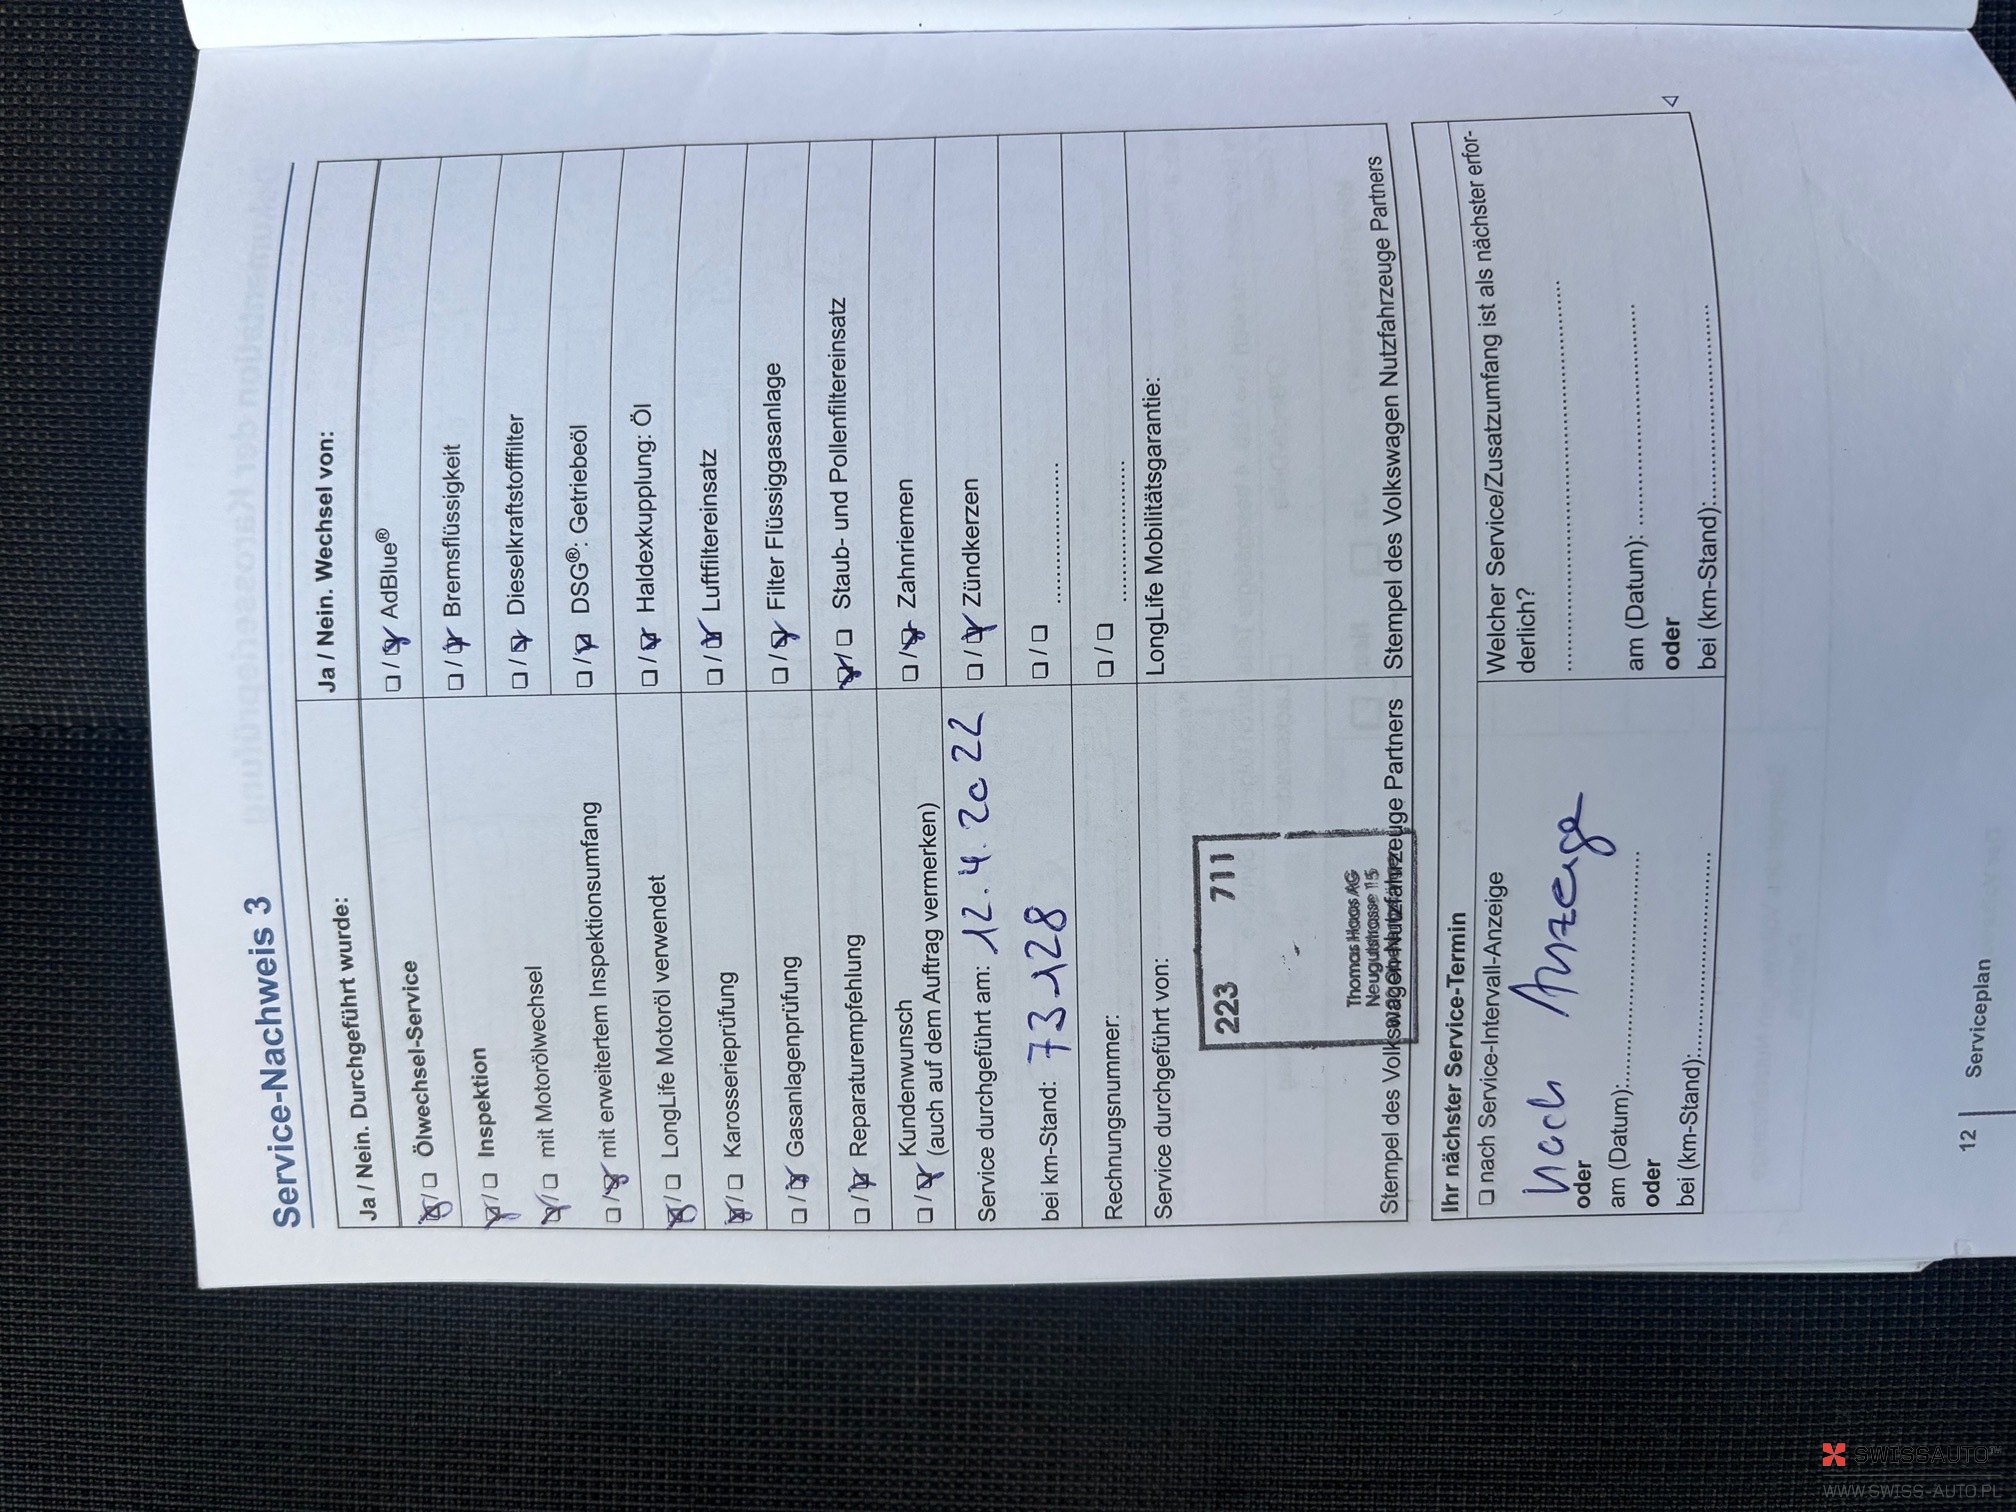 Service-Nachweis 3
Ja / Nein. Durchgeführt wurde:
☒/☐ Ölwechsel-Service
☒/☐ Inspektion
☒/☐ mit Motorölwechsel
☐/☒ mit erweitertem Inspektionsumfang
☒/☐ LongLife Motoröl verwendet
☒/☐ Karosserieprüfung
☐/☒ Gasanlagenprüfung
☐/☒ Reparaturempfehlung
☐/☒ Kundenwunsch
(auch auf dem Auftrag vermerken)
Service durchgeführt am: 12.4.2022
bei km-Stand: 73128
Rechnungsnummer:
Service durchgeführt von:
223 711
Thomas Haas AG
Neugutstrasse 15
Stempel des Volkswagen Nutzfahrzeuge Partners
Ja / Nein. Wechsel von:
☐/☒ AdBlue®
☐/☒ Bremsflüssigkeit
☐/☒ Dieselkraftstofffilter
☐/☒ DSG®: Getriebeöl
☐/☒ Haldexkupplung: Öl
☐/☒ Luftfiltereinsatz
☐/☒ Filter Flüssiggasanlage
☒/☐ Staub- und Pollenfiltereinsatz
☐/☒ Zahnriemen
☐/☒ Zündkerzen
☐/☐ ....................
☐/☐ ....................
LongLife Mobilitätsgarantie:
Stempel des Volkswagen Nutzfahrzeuge Partners
Ihr nächster Service-Termin
☐ nach Service-Intervall-Anzeige
nach Anzeige
oder
am (Datum):....................
oder
bei (km-Stand):....................
Welcher Service/Zusatzumfang ist als nächster erfor-
derlich?
....................
am (Datum): ....................
oder
bei (km-Stand):....................
12 Serviceplan
SWISSAUTO
WWW.SWISS-AUTO.PL